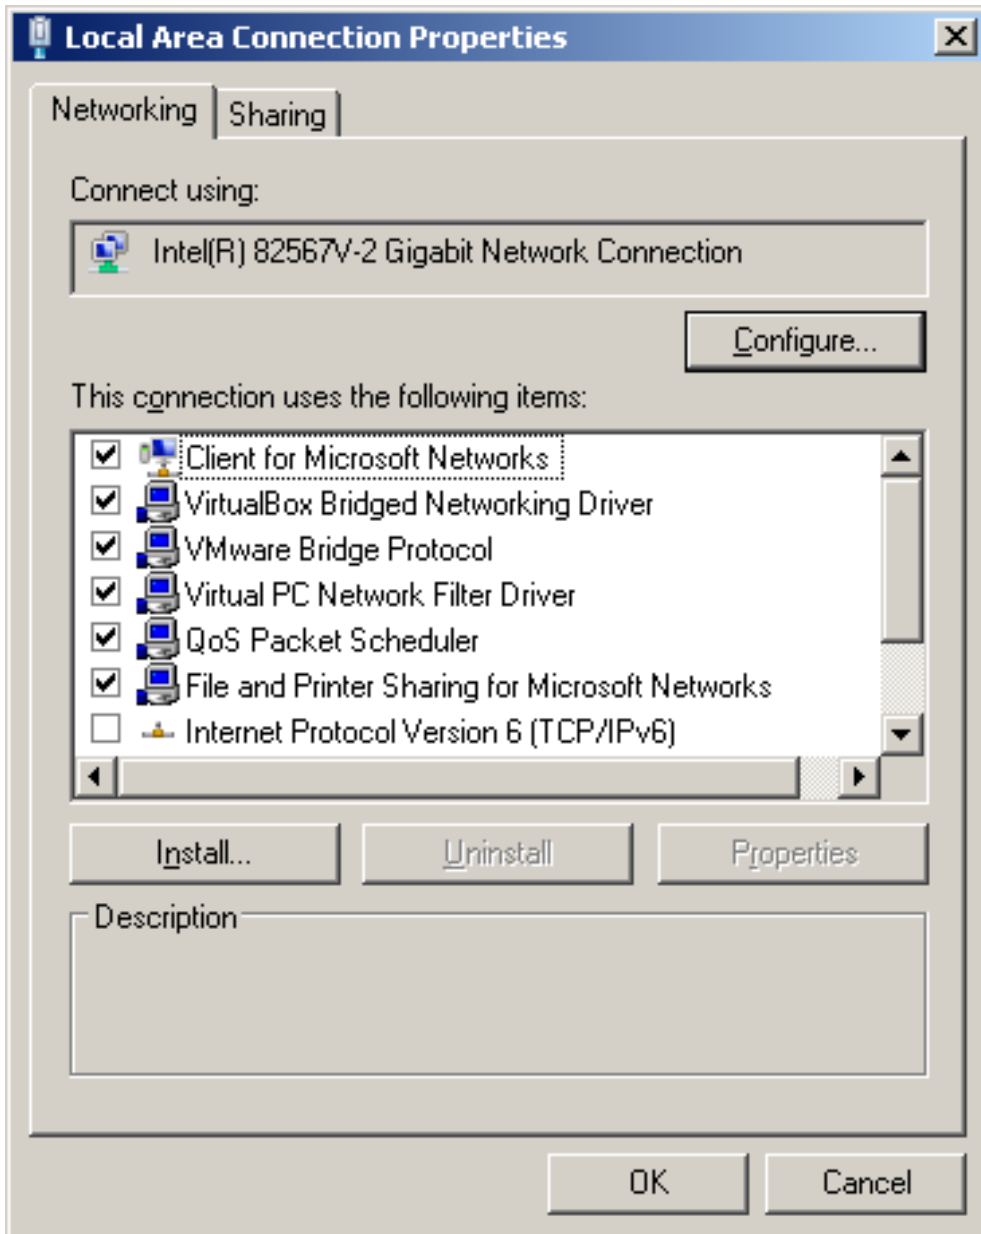 Local Area Connection Properties
Networking
Sharing
Connect using:
Intel(R) 82567V-2 Gigabit Network Connection
Configure...
This connection uses the following items:
Client for Microsoft Networks
VirtualBox Bridged Networking Driver
VMware Bridge Protocol
Virtual PC Network Filter Driver
QoS Packet Scheduler
File and Printer Sharing for Microsoft Networks
Internet Protocol Version 6 (TCP/IPv6)
Install...
Uninstall
Properties
Description
OK
Cancel